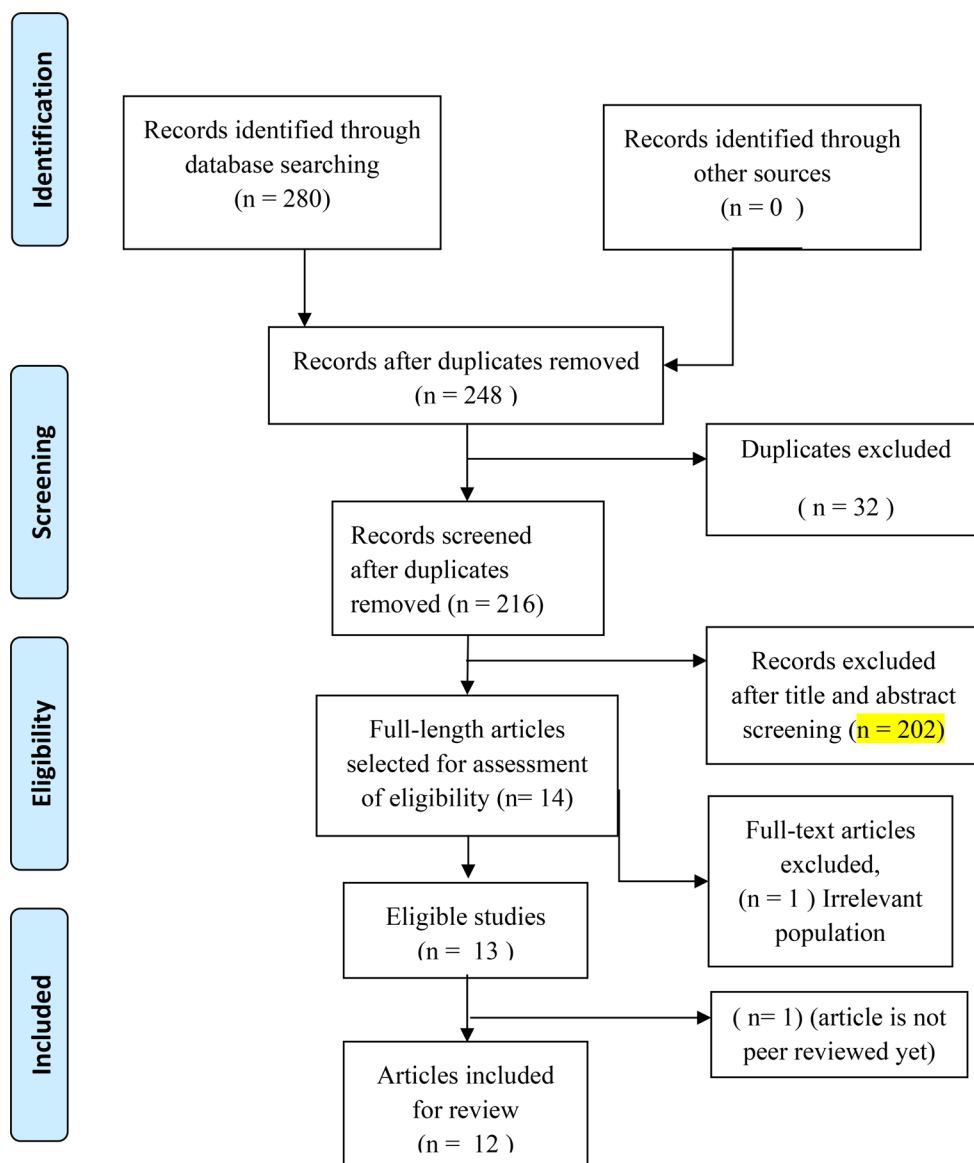 Identification
Records identified through
database searching
(n = 280)
Records identified through
other sources
(n = 0  )
Records after duplicates removed
(n = 248 )
Screening
Duplicates excluded
( n = 32 )
Records screened
after duplicates
removed (n = 216)
Records excluded
after title and abstract
screening (n = 202)
Eligibility
Full-length articles
selected for assessment
of eligibility (n= 14)
Full-text articles
excluded,
(n = 1 ) Irrelevant
population
Eligible studies
(n =  13 )
Included
( n= 1) (article is not
peer reviewed yet)
Articles included
for review
(n =  12 )